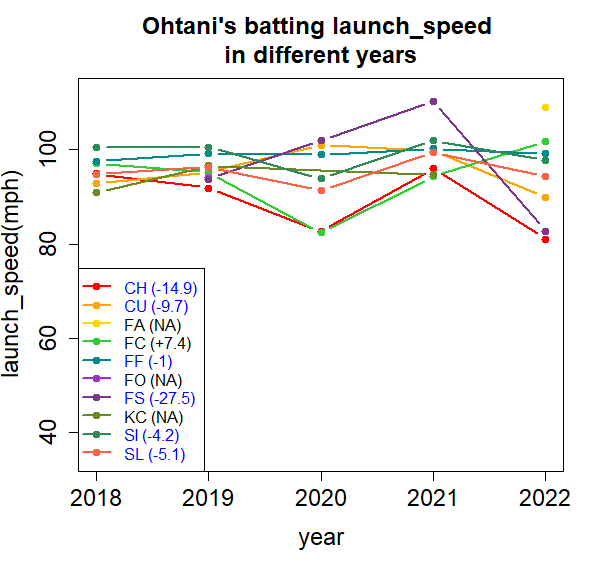 Ohtani's batting launch_speed
in different years
launch_speed(mph)
100
80
60
40
CH (-14.9)
CU (-9.7)
FA (NA)
FC (+7.4)
FF (-1)
FO (NA)
FS (-27.5)
KC (NA)
SI (-4.2)
SL (-5.1)
2018 2019 2020 2021 2022
year